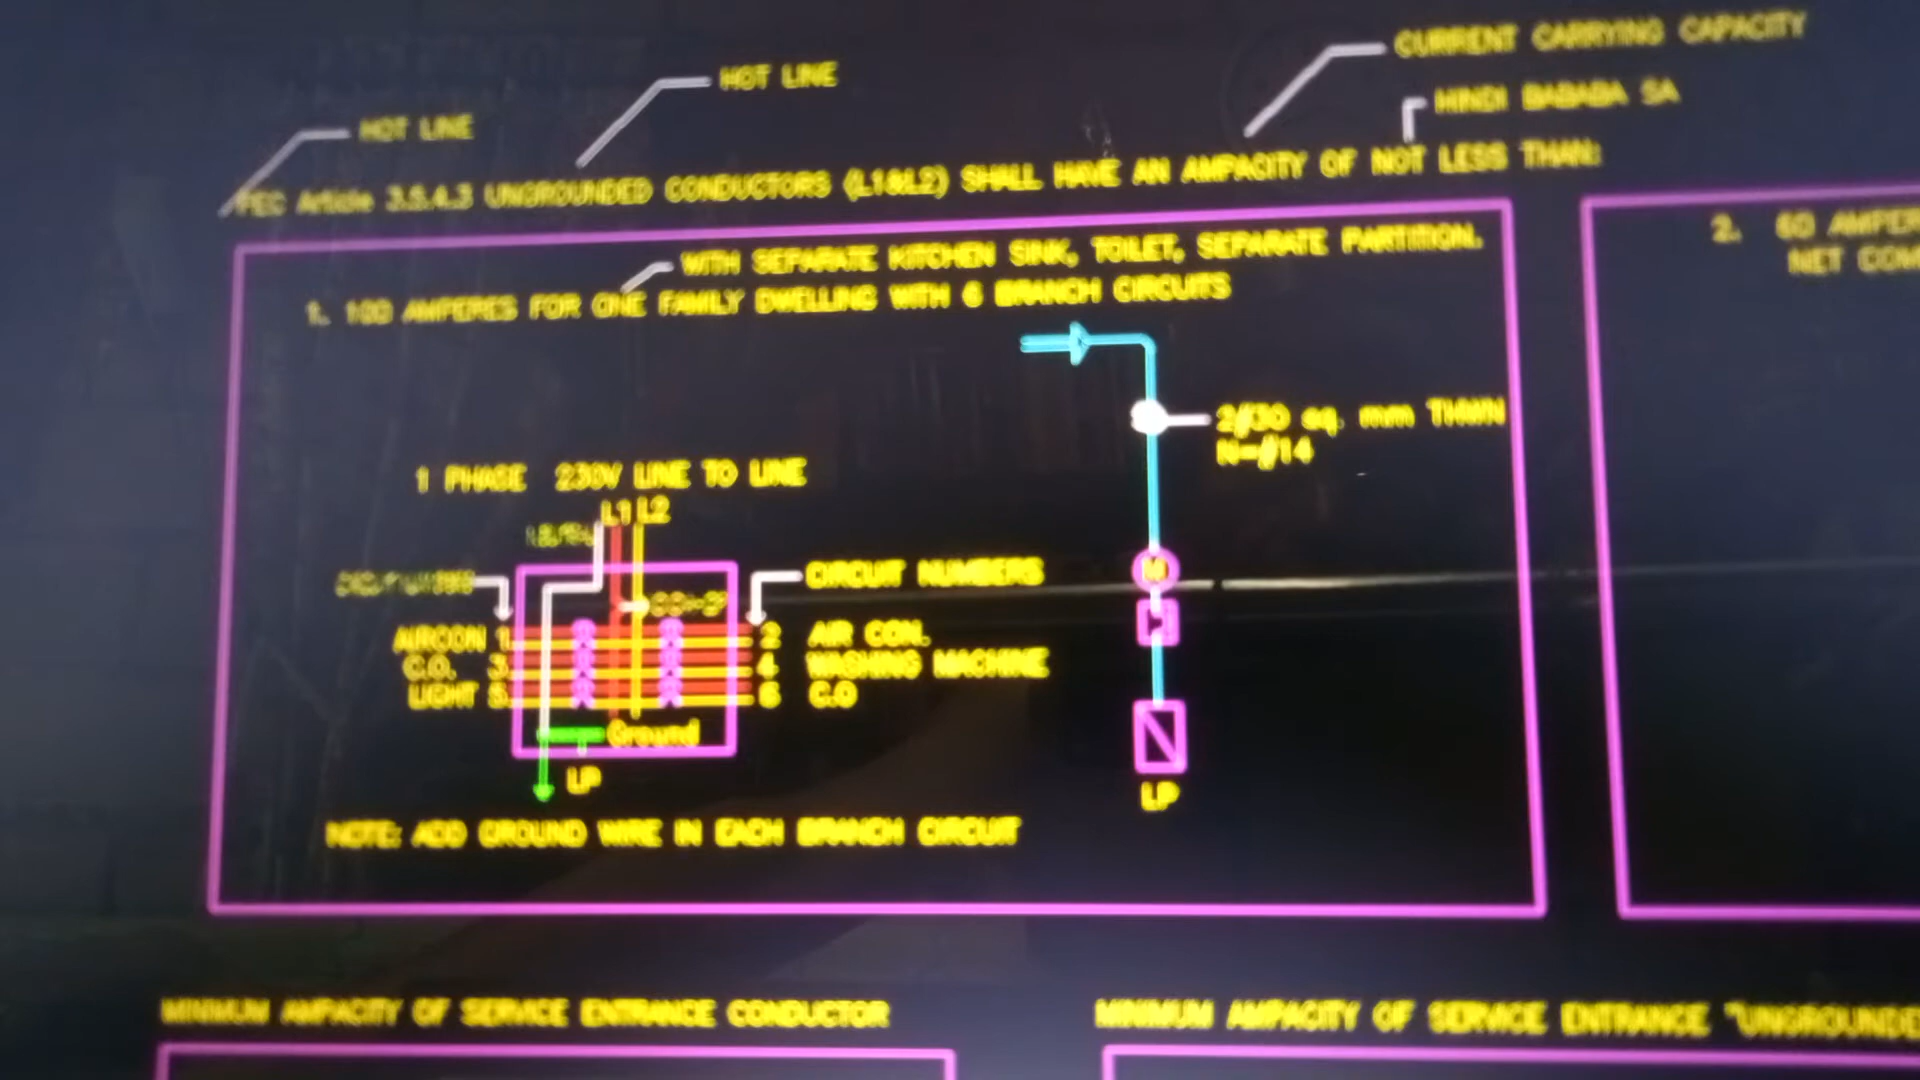 CURRENT CARRYING CAPACITY
HOT LINE
HINDI BABABA SA
HOT LINE
PEC Article 3.5.4.3 UNGROUNDED CONDUCTORS (L1&L2) SHALL HAVE AN AMPACITY OF NOT LESS THAN:
WITH SEPARATE KITCHEN SINK, TOILET, SEPARATE PARTITION.
1. 100 AMPERES FOR ONE FAMILY DWELLING WITH 6 BRANCH CIRCUITS
2. 60 AMPER
NET COM
2#30 sq. mm THWN
N=#14
1 PHASE 230V LINE TO LINE
L1 L2
CIRCUIT NUMBERS
AIRCON 1 2 AIR CON.
C.O. 3 4 WASHING MACHINE
LIGHT 5 6 C.O
M
Ground
LP
LP
NOTE: ADD GROUND WIRE IN EACH BRANCH CIRCUIT
MINIMUM AMPACITY OF SERVICE ENTRANCE CONDUCTOR
MINIMUM AMPACITY OF SERVICE ENTRANCE "UNGROUNDE